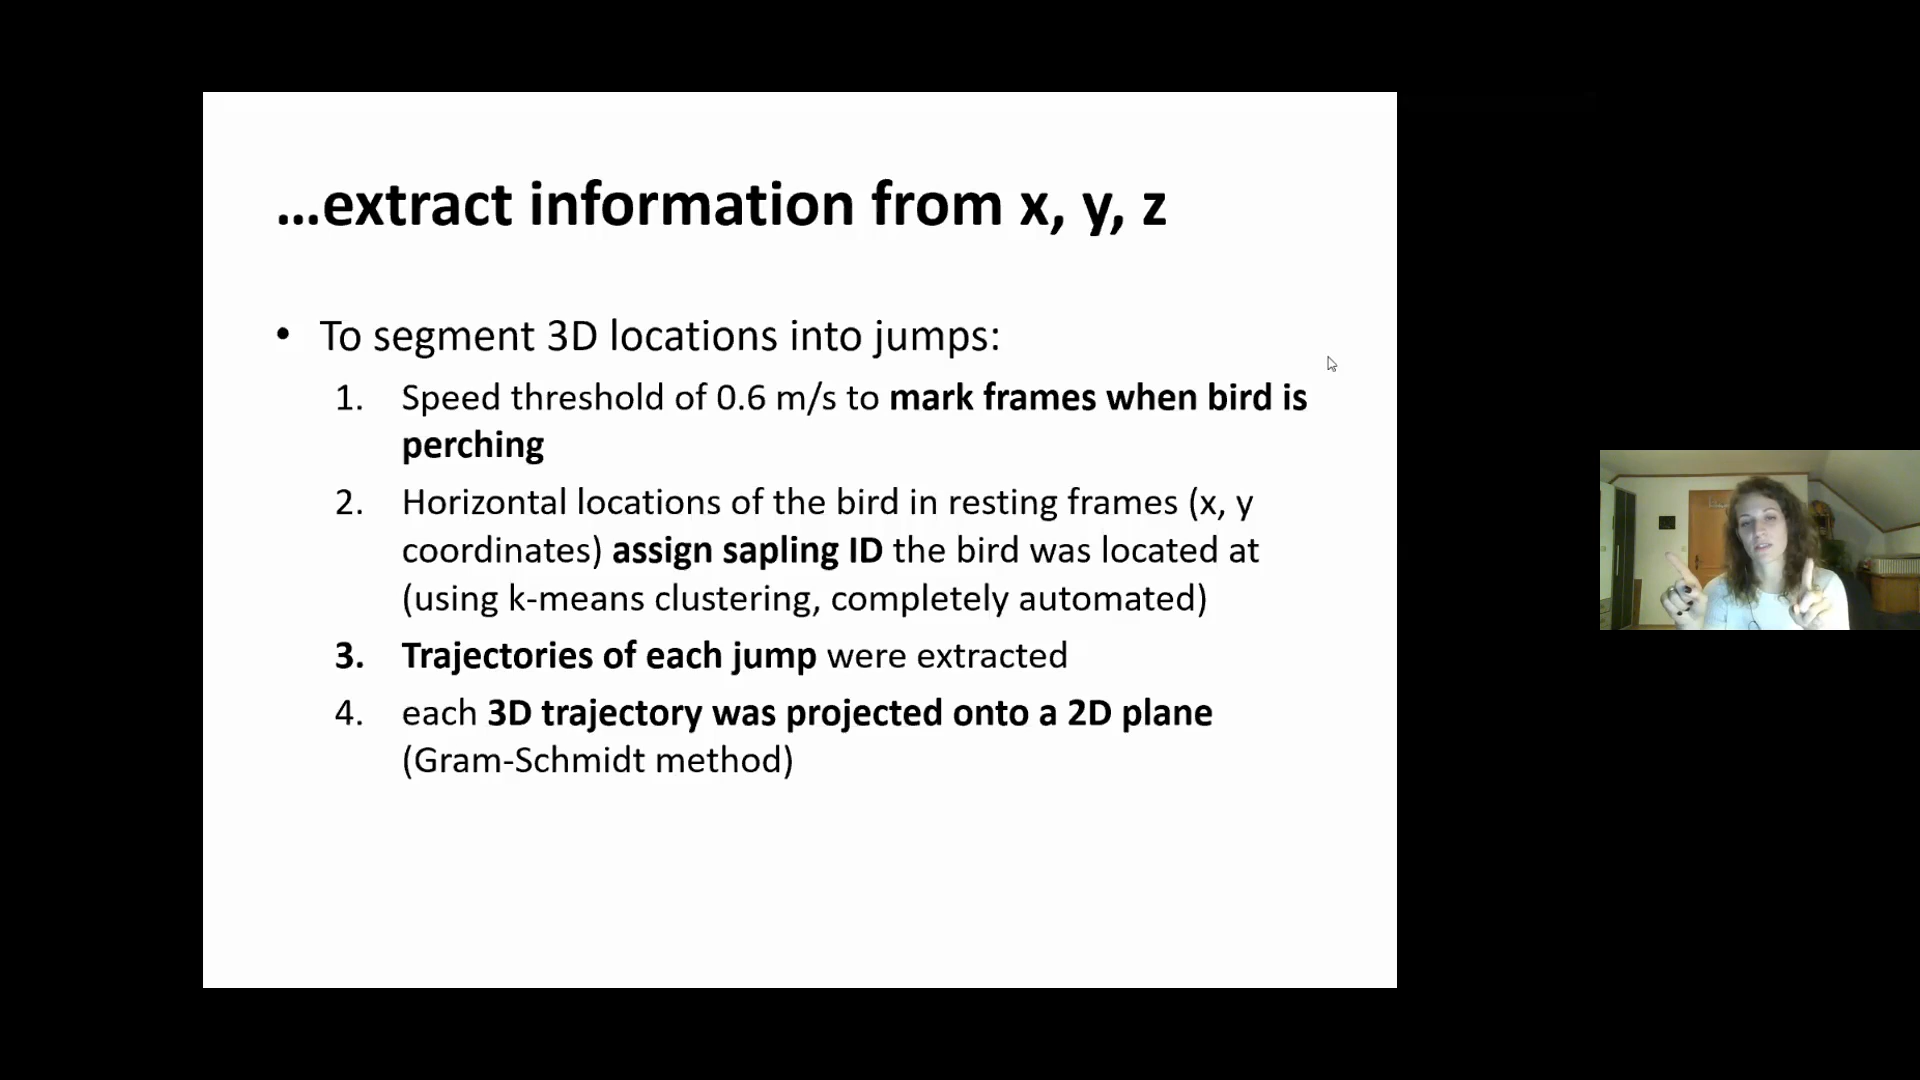 ...extract information from x, y, z
• To segment 3D locations into jumps:
1. Speed threshold of 0.6 m/s to mark frames when bird is
perching
2. Horizontal locations of the bird in resting frames (x, y
coordinates) assign sapling ID the bird was located at
(using k-means clustering, completely automated)
3. Trajectories of each jump were extracted
4. each 3D trajectory was projected onto a 2D plane
(Gram-Schmidt method)